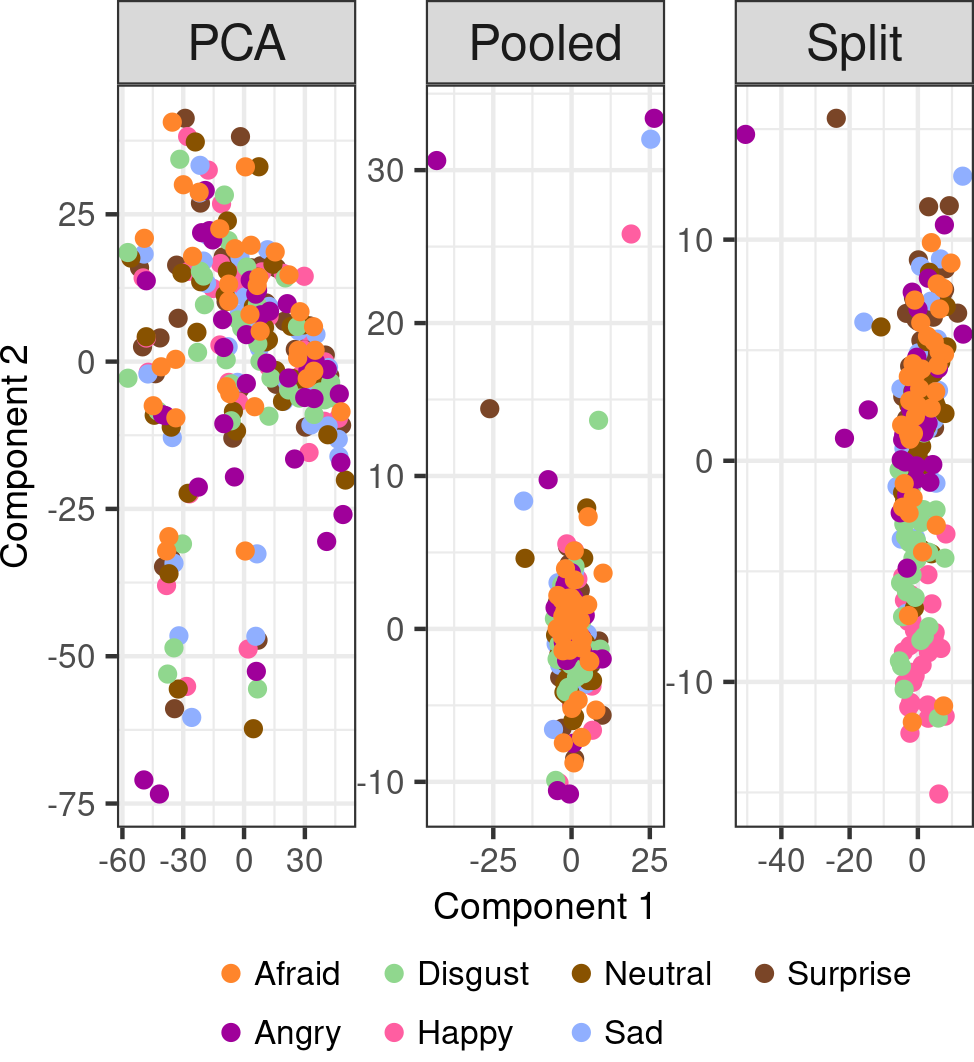 PCA Pooled Split
Component 2
25
0
-25
-50
-75
30
20
10
0
-10
10
0
-10
-60 -30 0 30
-25 0 25
-40 -20 0
Component 1
Afraid Disgust Neutral Surprise
Angry Happy Sad